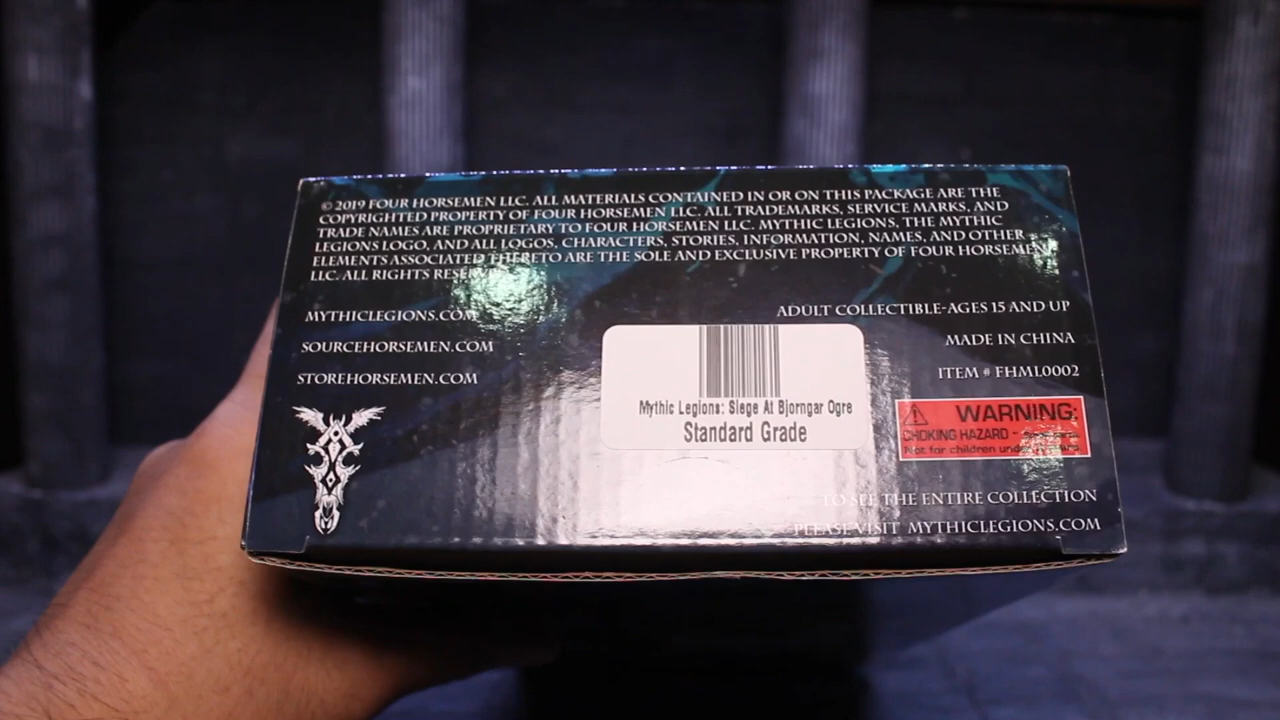 © 2019 FOUR HORSEMEN LLC. ALL MATERIALS CONTAINED IN OR ON THIS PACKAGE ARE THE
COPYRIGHTED PROPERTY OF FOUR HORSEMEN LLC. ALL TRADEMARKS, SERVICE MARKS, AND
TRADE NAMES ARE PROPRIETARY TO FOUR HORSEMEN LLC. MYTHIC LEGIONS, THE MYTHIC
LEGIONS LOGO, AND ALL LOGOS, CHARACTERS, STORIES, INFORMATION, NAMES, AND OTHER
ELEMENTS ASSOCIATED THERETO ARE THE SOLE AND EXCLUSIVE PROPERTY OF FOUR HORSEMEN
LLC. ALL RIGHTS
MYTHICLEGIONS.COM
SOURCEHORSEMEN.COM
STOREHORSEMEN.COM
ADULT COLLECTIBLE-AGES 15 AND UP
MADE IN CHINA
ITEM # FHML0002
Mythic Legions: Siege At Bjorngar Ogre
Standard Grade
WARNING:
CHOKING HAZARD -
Not for children
TO SEE THE ENTIRE COLLECTION
PLEASE VISIT MYTHICLEGIONS.COM